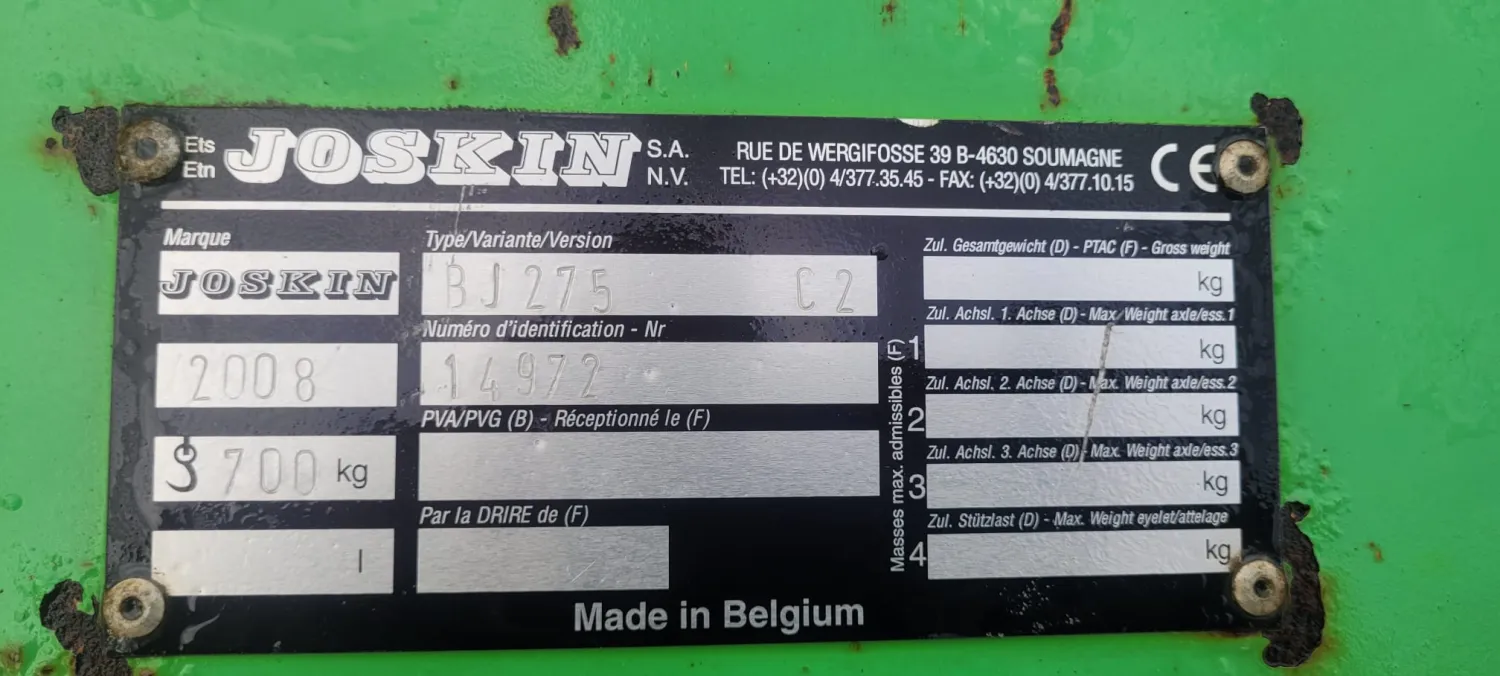 Ets
Etn
JOSKIN
S.A.
N.V.
RUE DE WERGIFOSSE 39 B-4630 SOUMAGNE
TEL: (+32)(0) 4/377.35.45 - FAX: (+32)(0) 4/377.10.15
CE
Marque
JOSKIN
2008
700 kg
l
Type/Variante/Version
BJ275 C2
Numéro d'identification - Nr
14972
PVA/PVG (B) - Réceptionné le (F)
Par la DRIRE de (F)
Zul. Gesamtgewicht (D) - PTAC (F) - Gross weight
kg
Masses max. admissibles (F)
Zul. Achsl. 1. Achse (D) - Max. Weight axle/ess.1
1 kg
Zul. Achsl. 2. Achse (D) - Max. Weight axle/ess.2
2 kg
Zul. Achsl. 3. Achse (D) - Max. Weight axle/ess.3
3 kg
Zul. Stützlast (D) - Max. Weight eyelet/attelage
4 kg
Made in Belgium